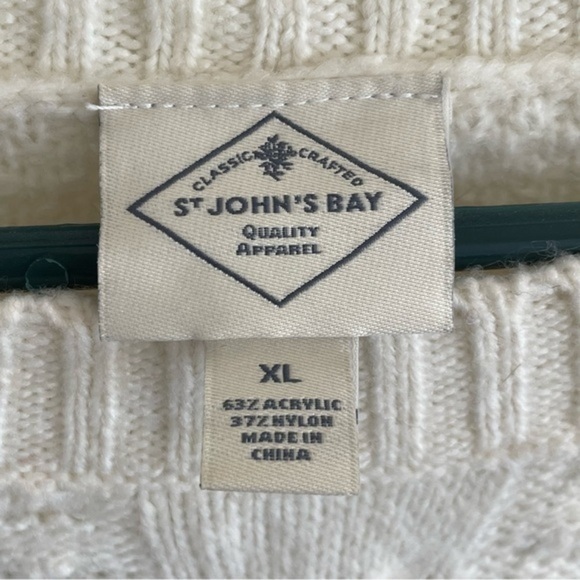 CLASSIC CRAFTED
ST JOHN'S BAY
QUALITY
APPAREL
XL
63% ACRYLIC
37% NYLON
MADE IN
CHINA